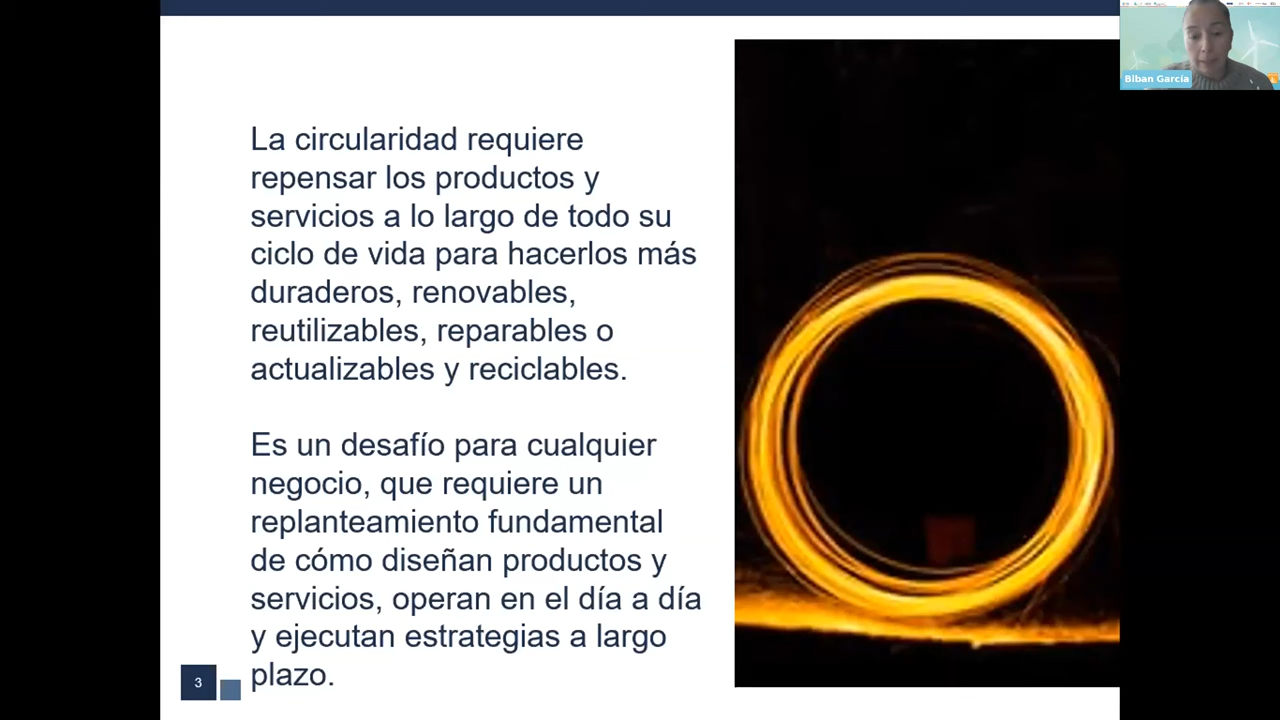 La circularidad requiere
repensar los productos y
servicios a lo largo de todo su
ciclo de vida para hacerlos más
duraderos, renovables,
reutilizables, reparables o
actualizables y reciclables.
Es un desafío para cualquier
negocio, que requiere un
replanteamiento fundamental
de cómo diseñan productos y
servicios, operan en el día a día
y ejecutan estrategias a largo
plazo.
3
Biban García